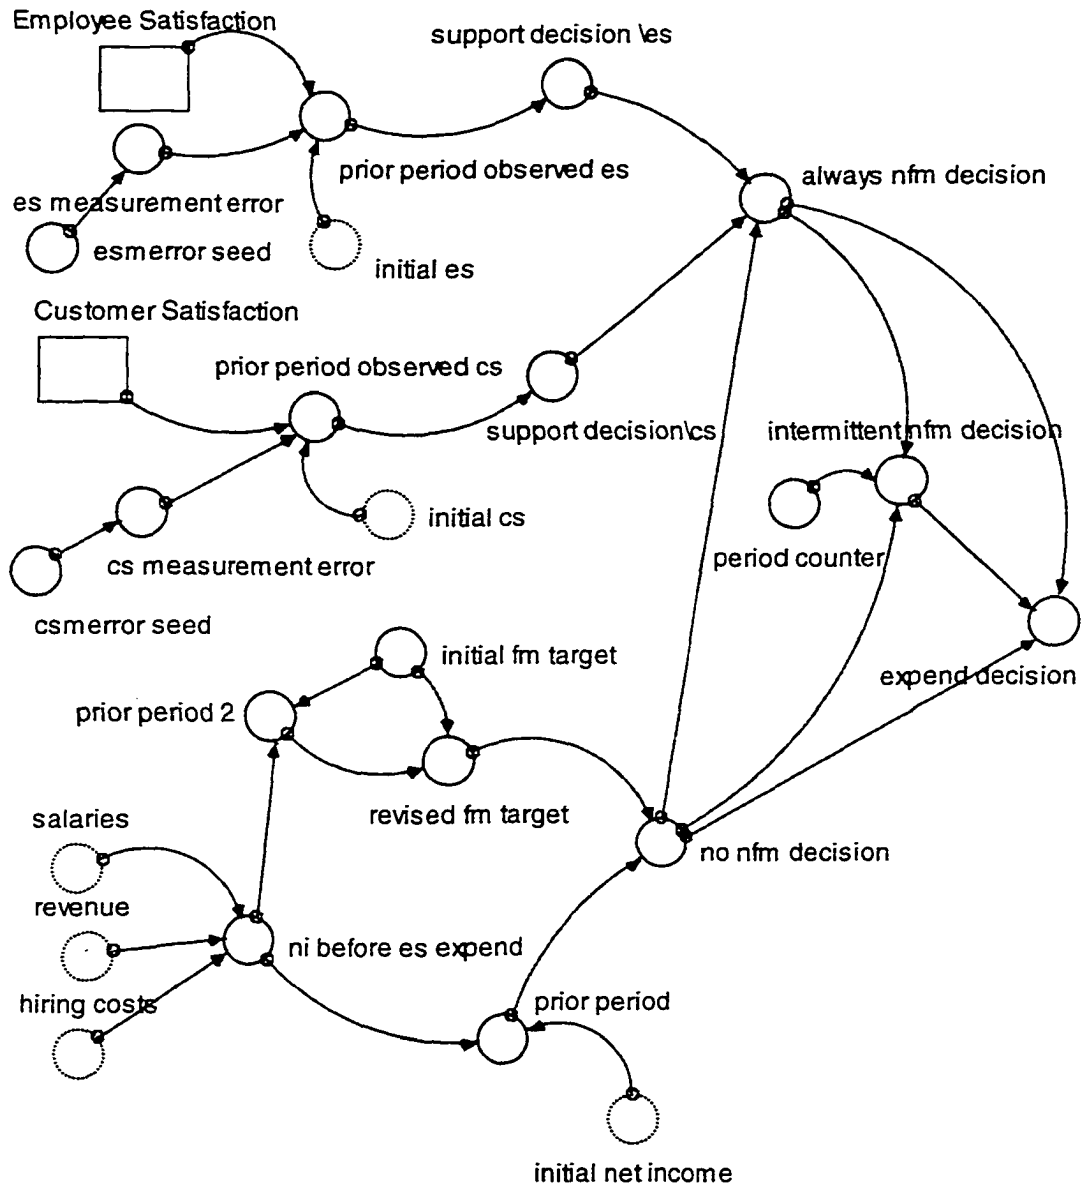 Employee Satisfaction
support decision \es
prior period observed es
always nfm decision
es measurement error
esmerror seed
initial es
Customer Satisfaction
prior period observed cs
support decision\cs
intermittent nfm decision
initial cs
period counter
cs measurement error
csmerror seed
initial fm target
expend decision
prior period 2
revised fm target
salaries
no nfm decision
revenue
ni before es expend
hiring costs
prior period
initial net income